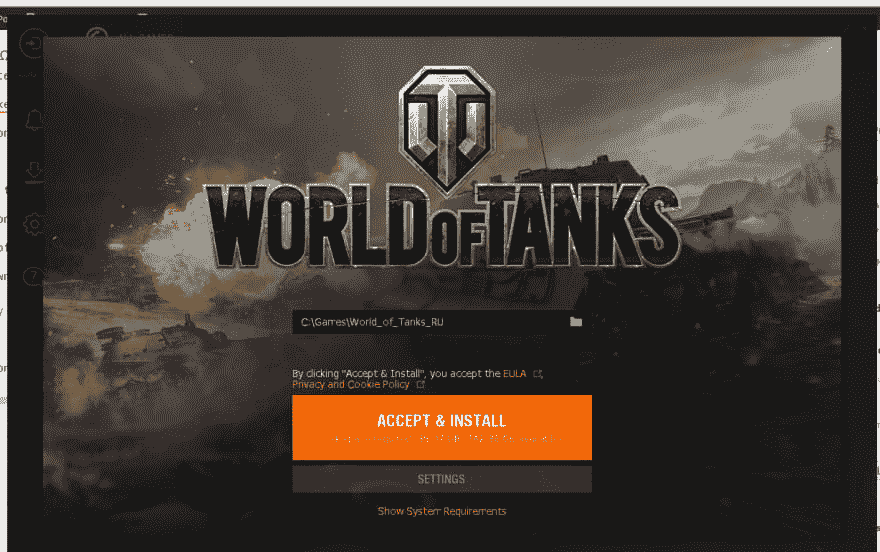 WORLD OF TANKS
C:\Games\World_of_Tanks_RU
By clicking "Accept & Install", you accept the EULA
Privacy and Cookie Policy
ACCEPT & INSTALL
SETTINGS
Show System Requirements